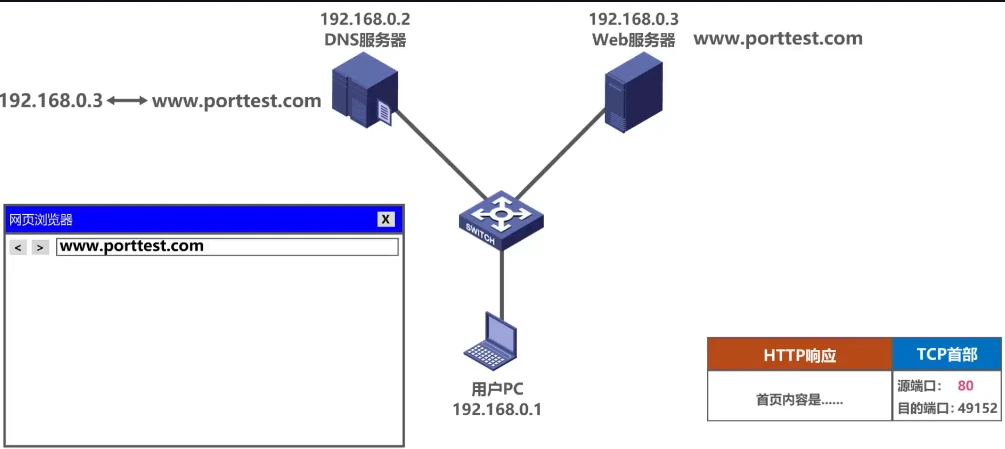 192.168.0.2
DNS服务器
192.168.0.3
Web服务器
www.porttest.com
192.168.0.3
www.porttest.com
网页浏览器
X
< >
www.porttest.com
SWITCH
用户PC
192.168.0.1
HTTP响应
TCP首部
首页内容是......
源端口： 80
目的端口：49152